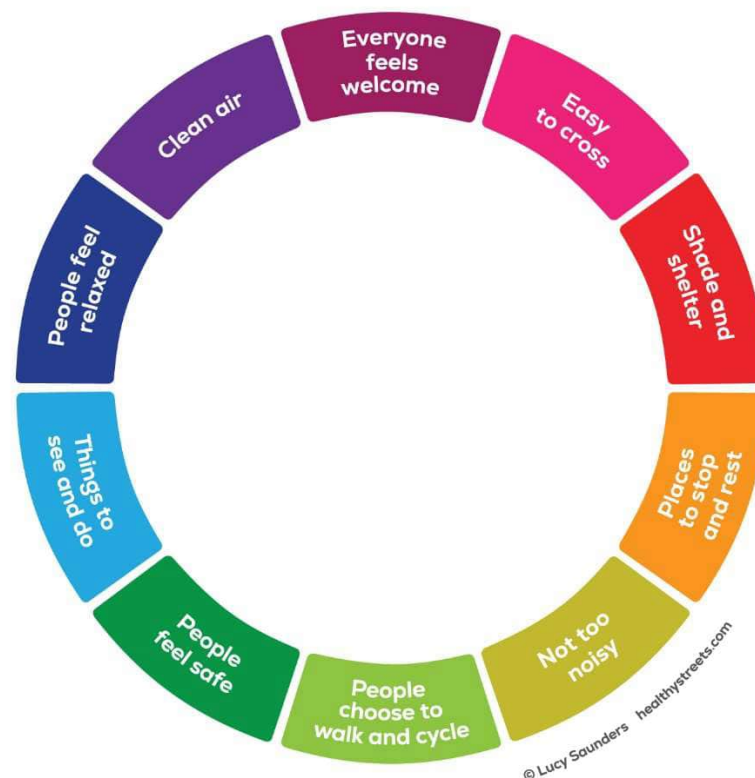 Everyone
feels
welcome
Easy
to cross
Shade and
shelter
Places
to stop
and rest
Not too
noisy
People
choose to
walk and cycle
People
feel safe
Things to
see and do
People feel
relaxed
Clean air
© Lucy Saunders healthystreets.com